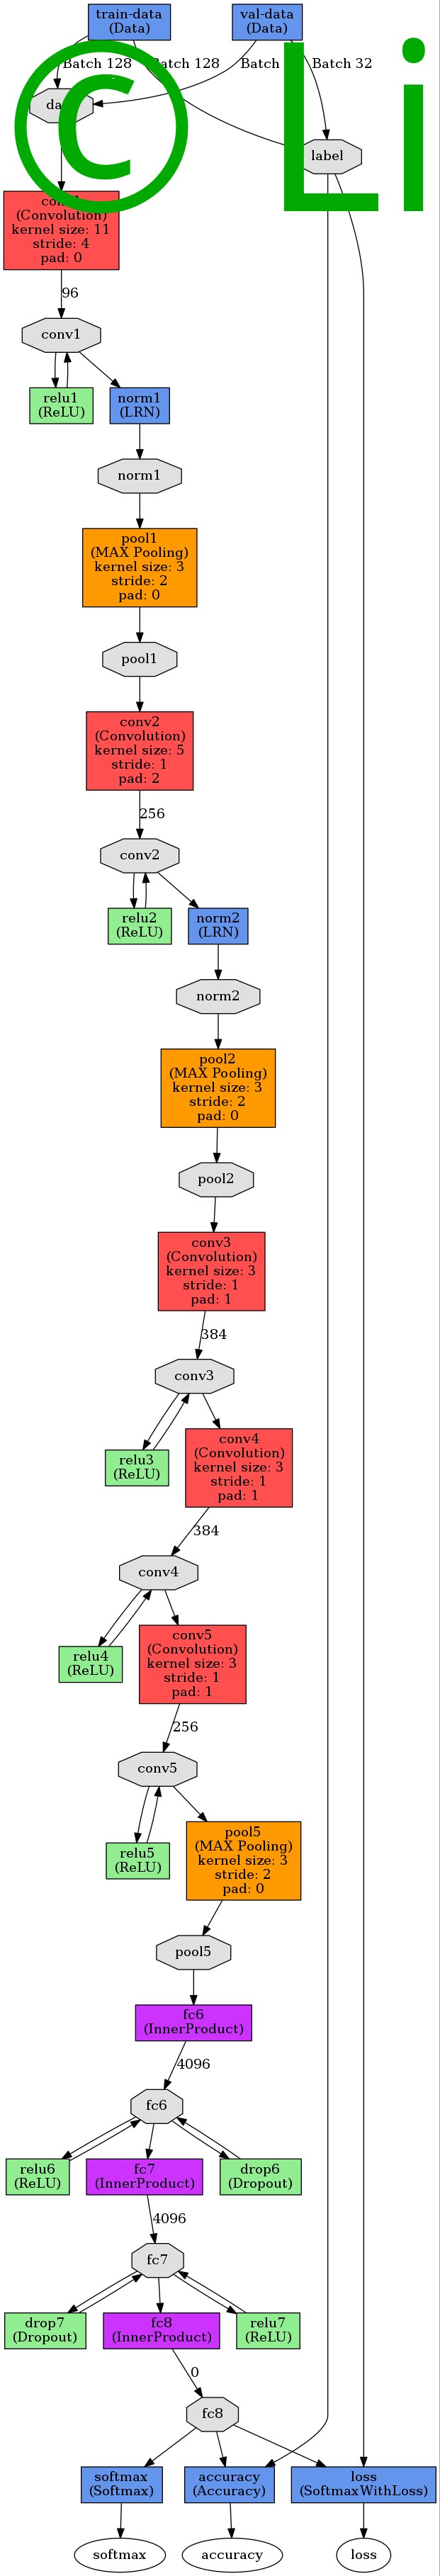 train-data
(Data)
val-data
(Data)
Batch 128
Batch 128
Batch
Batch 32
© Li
label
(Convolution)
kernel size: 11
stride: 4
pad: 0
96
conv1
relu1
(ReLU)
norm1
(LRN)
norm1
pool1
(MAX Pooling)
kernel size: 3
stride: 2
pad: 0
pool1
conv2
(Convolution)
kernel size: 5
stride: 1
pad: 2
256
conv2
relu2
(ReLU)
norm2
(LRN)
norm2
pool2
(MAX Pooling)
kernel size: 3
stride: 2
pad: 0
pool2
conv3
(Convolution)
kernel size: 3
stride: 1
pad: 1
384
conv3
relu3
(ReLU)
conv4
(Convolution)
kernel size: 3
stride: 1
pad: 1
384
conv4
relu4
(ReLU)
conv5
(Convolution)
kernel size: 3
stride: 1
pad: 1
256
conv5
relu5
(ReLU)
pool5
(MAX Pooling)
kernel size: 3
stride: 2
pad: 0
pool5
fc6
(InnerProduct)
4096
fc6
relu6
(ReLU)
fc7
(InnerProduct)
drop6
(Dropout)
4096
fc7
drop7
(Dropout)
fc8
(InnerProduct)
relu7
(ReLU)
0
fc8
softmax
(Softmax)
accuracy
(Accuracy)
loss
(SoftmaxWithLoss)
softmax
accuracy
loss